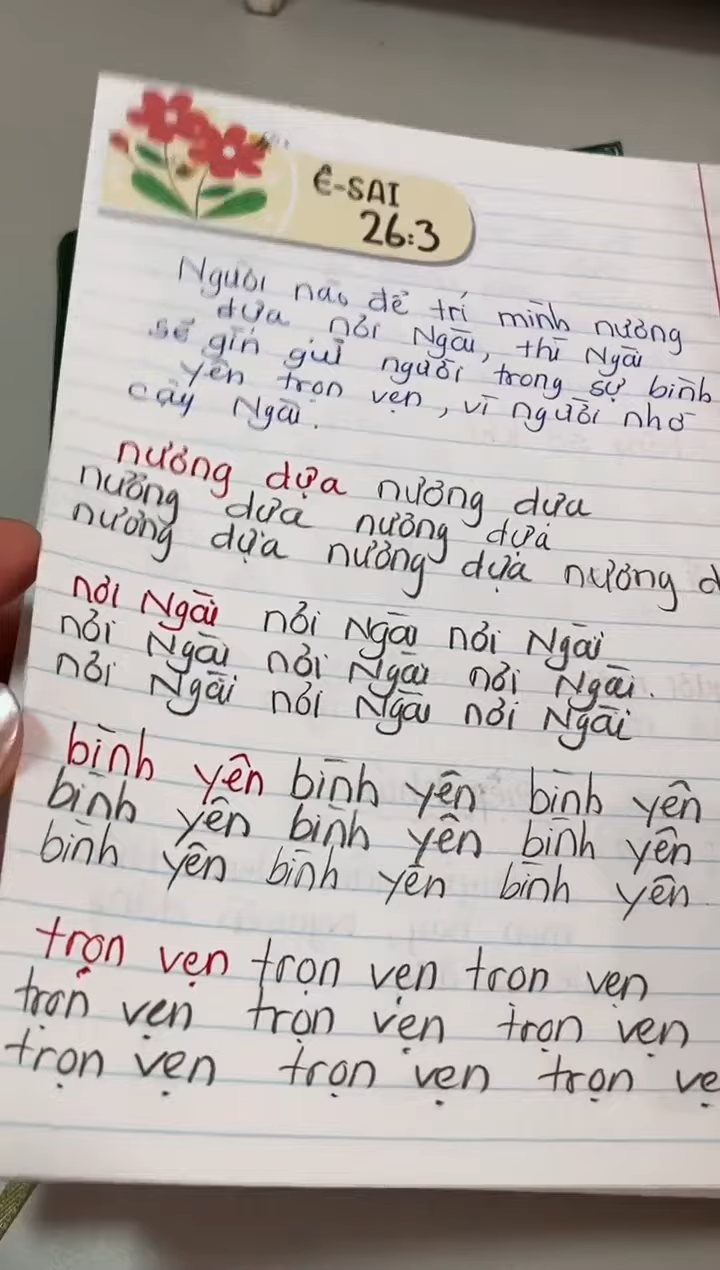 Ê-SAI
26:3
Người nào để trí mình nương
dựa nơi Ngài, thì Ngài
sẽ gìn giữ người trong sự bình
yên trọn vẹn, vì người nhờ
cậy Ngài.
nương dựa nương dựa
nương dựa nương dựa
nương dựa nương dựa nương d
nơi Ngài nơi Ngài nơi Ngài
nơi Ngài nơi Ngài nơi Ngài.
nơi Ngài nơi Ngài nơi Ngài
bình yên bình yên bình yên
bình yên bình yên bình yên
bình yên bình yên bình yên
trọn vẹn trọn vẹn trọn vẹn
trọn vẹn trọn vẹn trọn vẹn
trọn vẹn trọn vẹn trọn vẹ